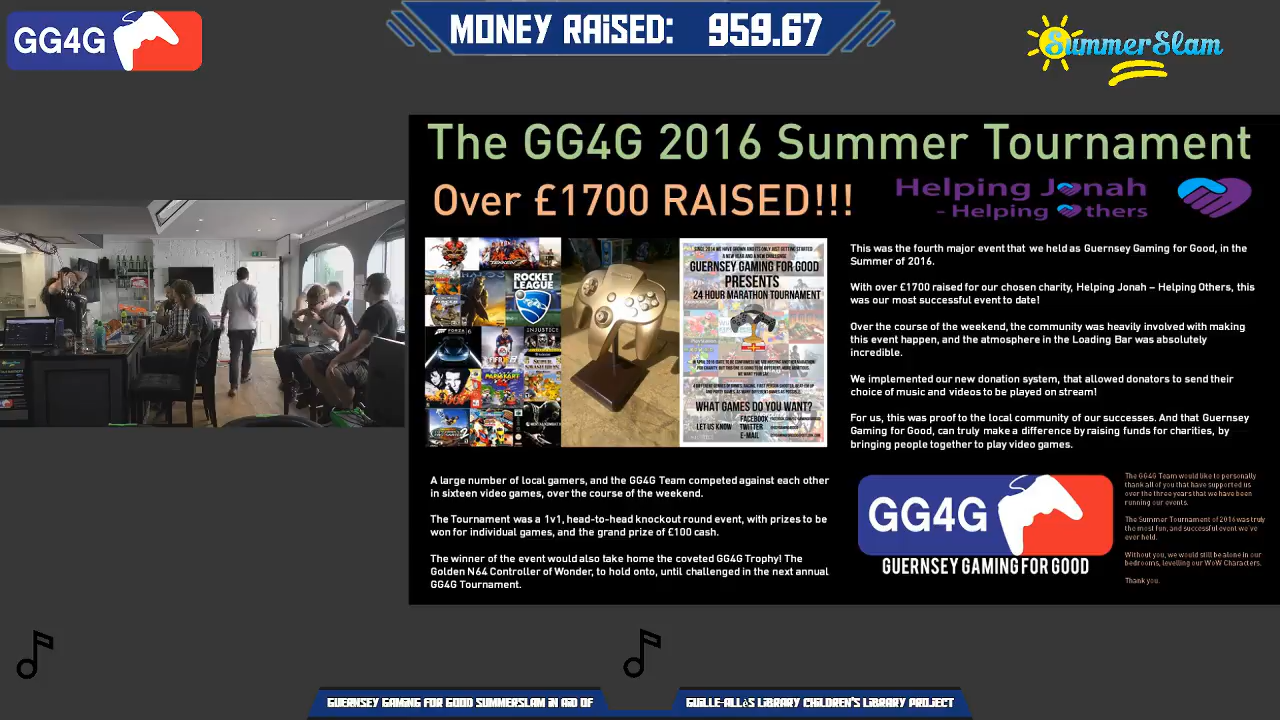 GG4G
MONEY RAISED: 959.67
SummerSlam
The GG4G 2016 Summer Tournament
Over £1700 RAISED!!!
Helping Jonah
- Helping Others
ROCKET
LEAGUE
INJUSTICE
GUERNSEY GAMING FOR GOOD
PRESENTS
24 HOUR MARATHON TOURNAMENT
WHAT GAMES DO YOU WANT?
LET US KNOW
FACEBOOK
TWITTER
E-MAIL
This was the fourth major event that we held as Guernsey Gaming for Good, in the
Summer of 2016.
With over £1700 raised for our chosen charity, Helping Jonah – Helping Others, this
was our most successful event to date!
Over the course of the weekend, the community was heavily involved with making
this event happen, and the atmosphere in the Loading Bar was absolutely
incredible.
We implemented our new donation system, that allowed donators to send their
choice of music and videos to be played on stream!
For us, this was proof to the local community of our successes. And that Guernsey
Gaming for Good, can truly make a difference by raising funds for charities, by
bringing people together to play video games.
A large number of local gamers, and the GG4G Team competed against each other
in sixteen video games, over the course of the weekend.
The Tournament was a 1v1, head-to-head knockout round event, with prizes to be
won for individual games, and the grand prize of £100 cash.
The winner of the event would also take home the coveted GG4G Trophy! The
Golden N64 Controller of Wonder, to hold onto, until challenged in the next annual
GG4G Tournament.
GG4G
GUERNSEY GAMING FOR GOOD
The GG4G Team would like to personally
thank all of you that have supported us
over the three years that we have been
running our events.
The Summer Tournament of 2016 was truly
the most fun, and successful event we've
ever held.
Without you, we would still be alone in our
bedrooms, levelling our WoW Characters.
Thank you.
GUERNSEY GAMING FOR GOOD SUMMERSLAM IN AID OF
GUILLE-ALLèS LIBRARY CHILDREN'S LIBRARY PROJECT